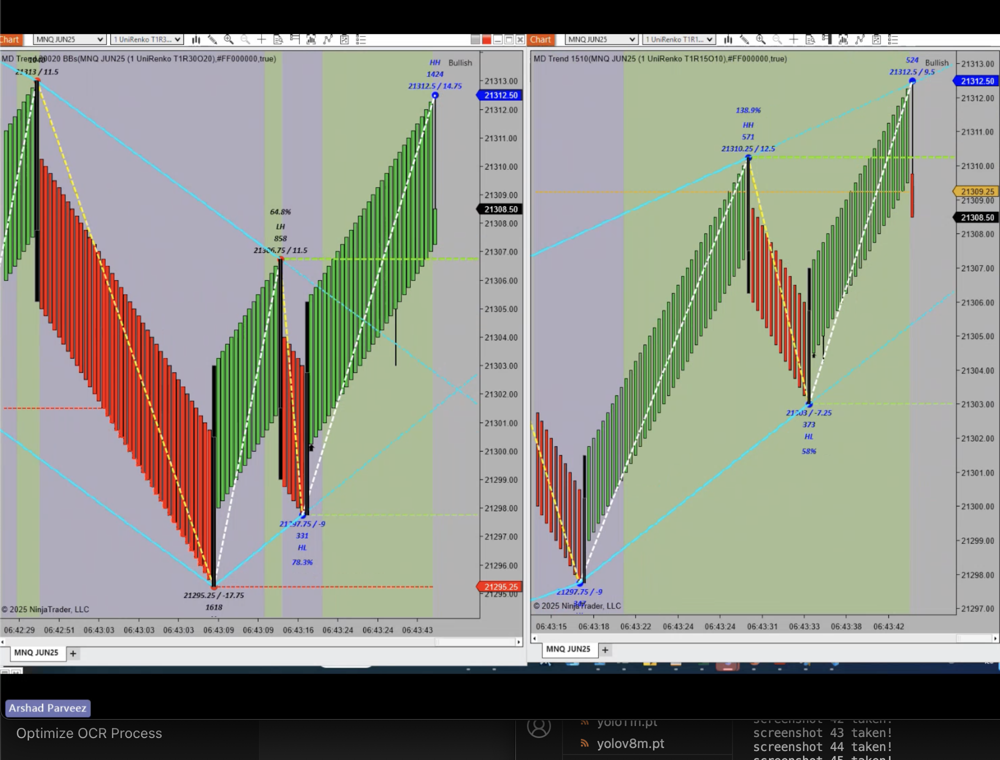 Chart MNQ JUN25 1 UniRenko T1R3...
MD Trend 30020 BBs(MNQ JUN25 (1 UniRenko T1R30O20),#FF000000,true)
Bullish
21313 / 11.5
HH
1424
21312.5 / 14.75
64.8%
LH
858
21306.75 / 11.5
21297.75 / -9
331
HL
78.3%
21295.25 / -17.75
1618
21313.00
21312.50
21312.00
21311.00
21310.00
21309.00
21308.50
21308.00
21307.00
21306.00
21305.00
21304.00
21303.00
21302.00
21301.00
21300.00
21299.00
21298.00
21297.00
21296.00
21295.25
21295.00
© 2025 NinjaTrader, LLC
06:42:29 06:42:51 06:43:03 06:43:03 06:43:03 06:43:09 06:43:09 06:43:16 06:43:24 06:43:24 06:43:43
MNQ JUN25 +
Chart MNQ JUN25 1 UniRenko T1R1...
MD Trend 1510(MNQ JUN25 (1 UniRenko T1R15O10),#FF000000,true)
Bullish
524
21312.5 / 9.5
138.9%
HH
571
21310.25 / 12.5
21303 / -7.25
373
HL
58%
21297.75 / -9
21313.00
21312.50
21312.00
21311.00
21310.00
21309.25
21309.00
21308.50
21308.00
21307.00
21306.00
21305.00
21304.00
21303.00
21302.00
21301.00
21300.00
21299.00
21298.00
21297.00
© 2025 NinjaTrader, LLC
06:43:15 06:43:18 06:43:22 06:43:24 06:43:24 06:43:31 06:43:33 06:43:38 06:43:42
MNQ JUN25 +
Arshad Parveez
Optimize OCR Process
yolo11n.pt
yolov8m.pt
screenshot 42 taken!
screenshot 43 taken!
screenshot 44 taken!
screenshot 45 taken!